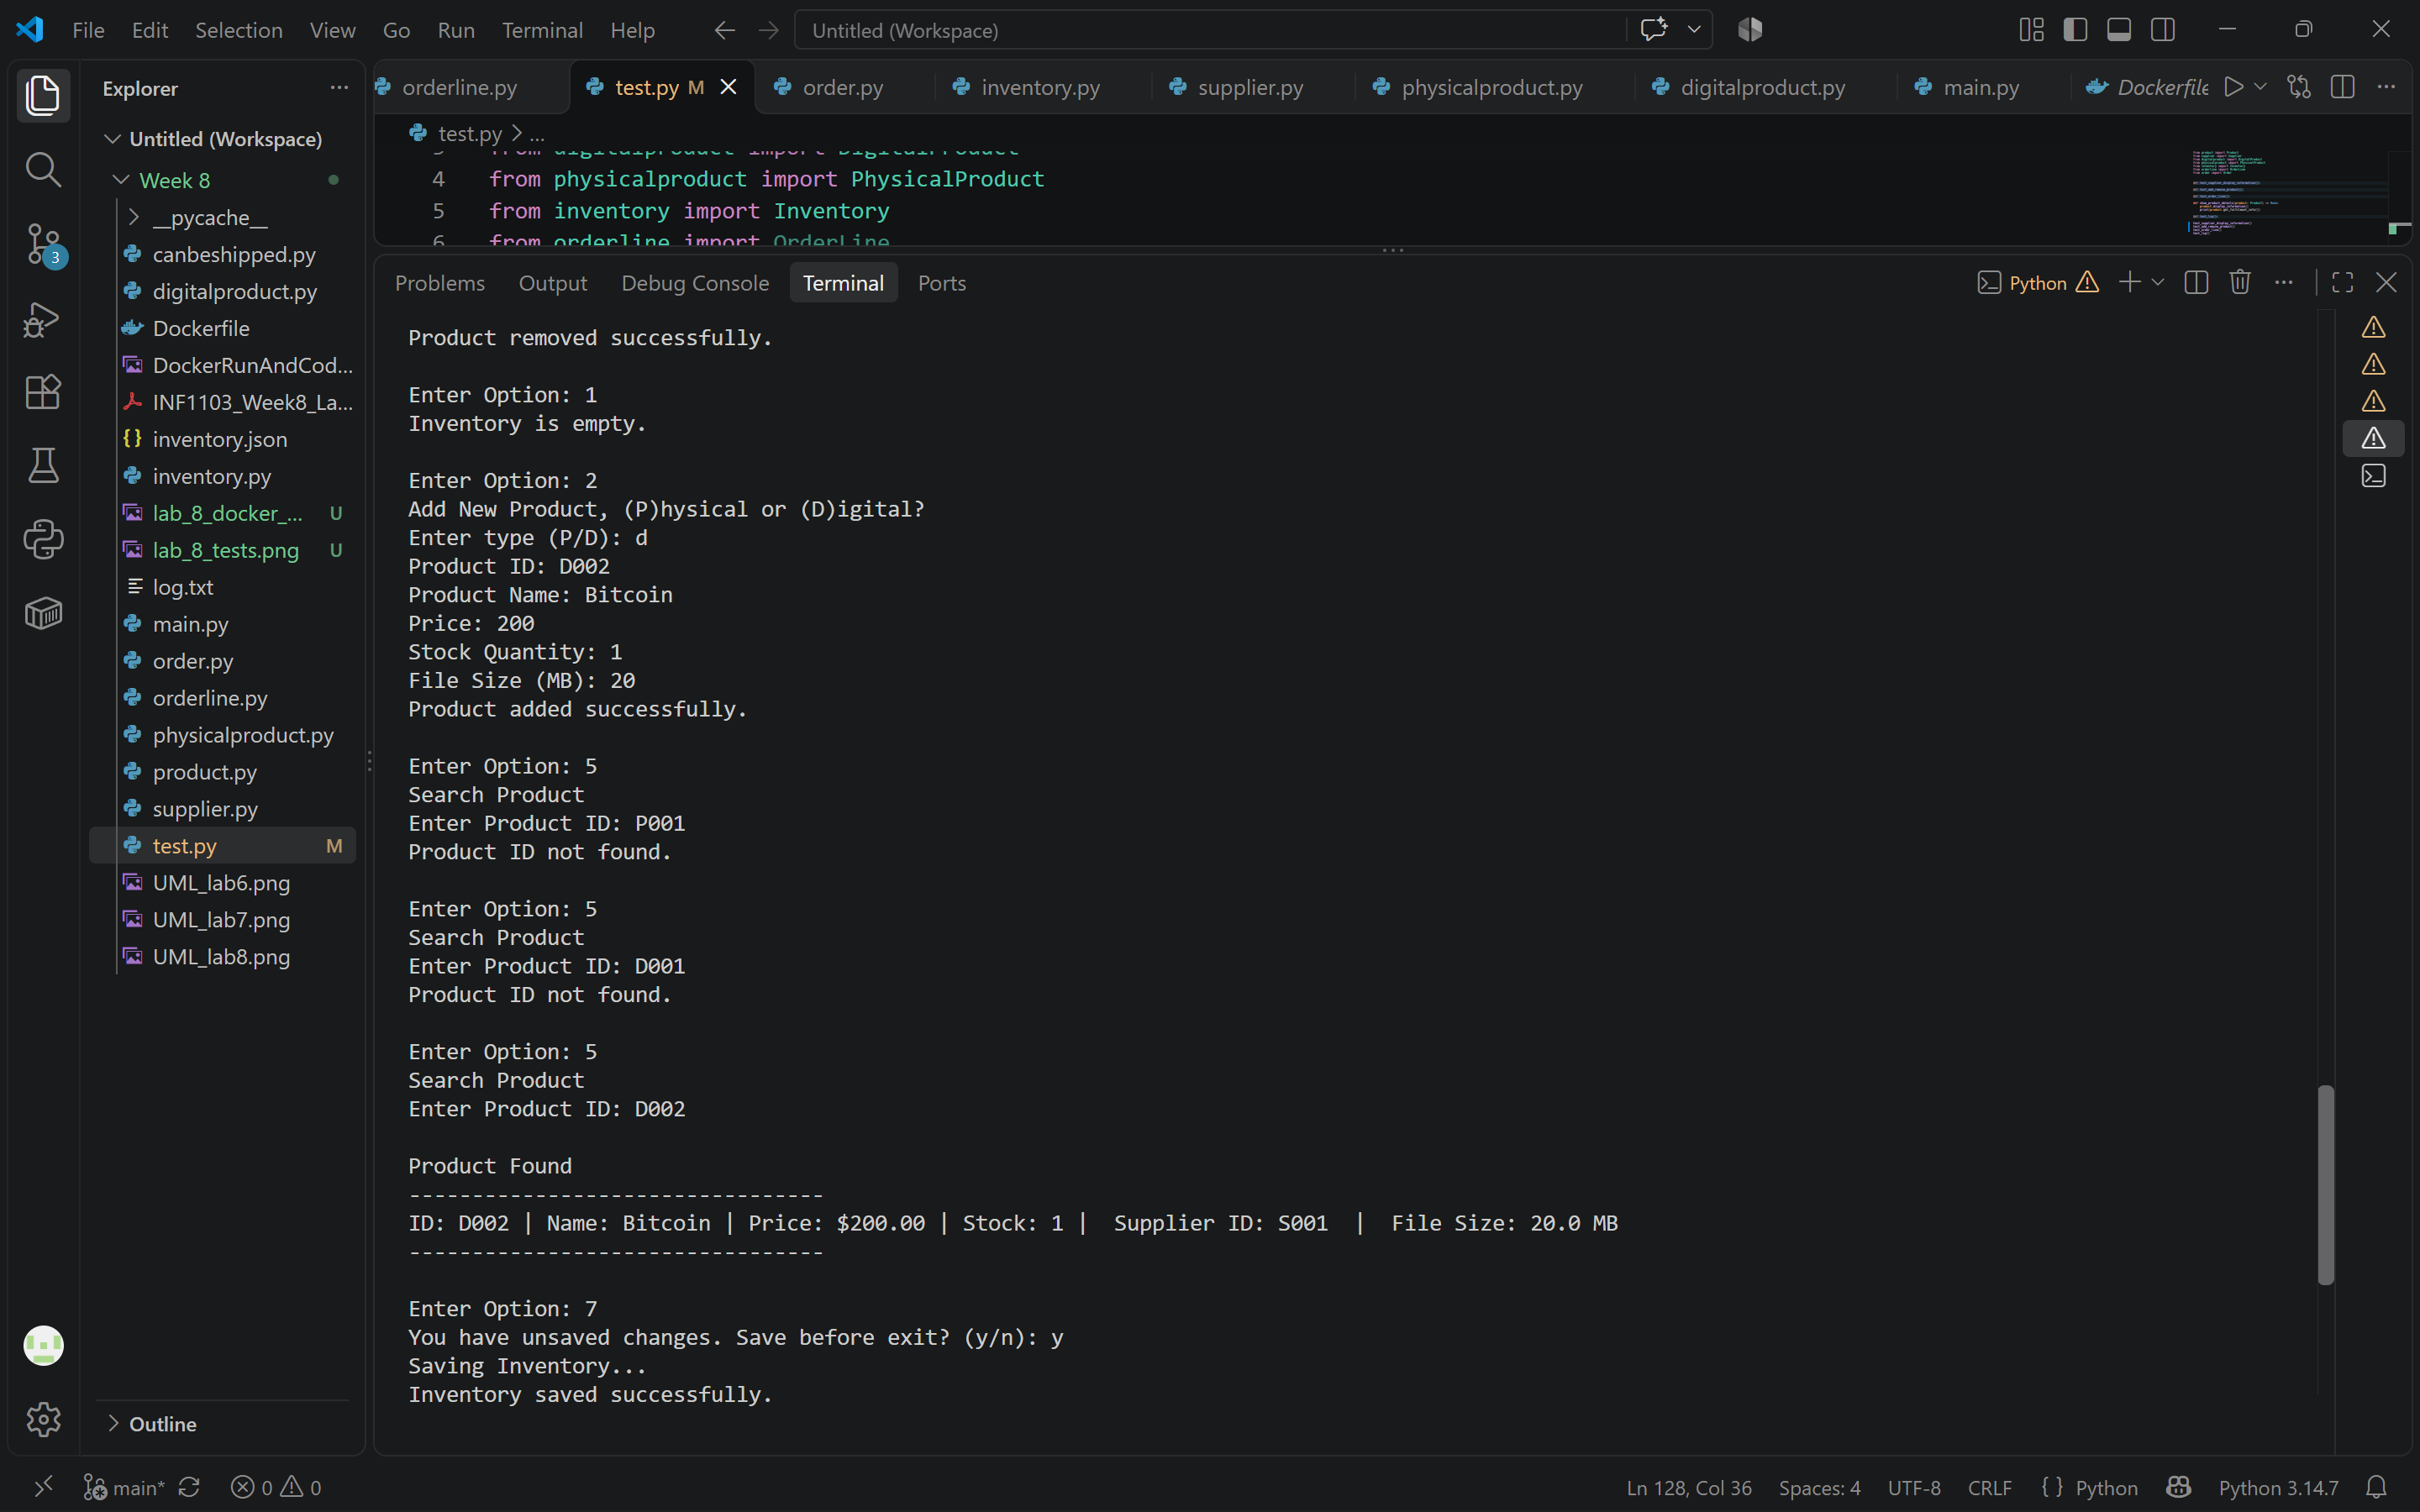 File Edit Selection View Go Run Terminal Help
Untitled (Workspace)
Explorer
Untitled (Workspace)
Week 8
__pycache__
canbeshipped.py
digitalproduct.py
Dockerfile
DockerRunAndCod...
INF1103_Week8_La...
inventory.json
inventory.py
lab_8_docker_... U
lab_8_tests.png U
log.txt
main.py
order.py
orderline.py
physicalproduct.py
product.py
supplier.py
test.py M
UML_lab6.png
UML_lab7.png
UML_lab8.png
Outline
3
orderline.py test.py M order.py inventory.py supplier.py physicalproduct.py digitalproduct.py main.py Dockerfile
test.py > ...
3 from digitalproduct import DigitalProduct
4 from physicalproduct import PhysicalProduct
5 from inventory import Inventory
6 from orderline import OrderLine
Problems Output Debug Console Terminal Ports
Python
Product removed successfully.
Enter Option: 1
Inventory is empty.
Enter Option: 2
Add New Product, (P)hysical or (D)igital?
Enter type (P/D): d
Product ID: D002
Product Name: Bitcoin
Price: 200
Stock Quantity: 1
File Size (MB): 20
Product added successfully.
Enter Option: 5
Search Product
Enter Product ID: P001
Product ID not found.
Enter Option: 5
Search Product
Enter Product ID: D001
Product ID not found.
Enter Option: 5
Search Product
Enter Product ID: D002
Product Found
---------------------------------
ID: D002 | Name: Bitcoin | Price: $200.00 | Stock: 1 |  Supplier ID: S001  |  File Size: 20.0 MB
---------------------------------
Enter Option: 7
You have unsaved changes. Save before exit? (y/n): y
Saving Inventory...
Inventory saved successfully.
main* 0 0
Ln 128, Col 36 Spaces: 4 UTF-8 CRLF {} Python Python 3.14.7